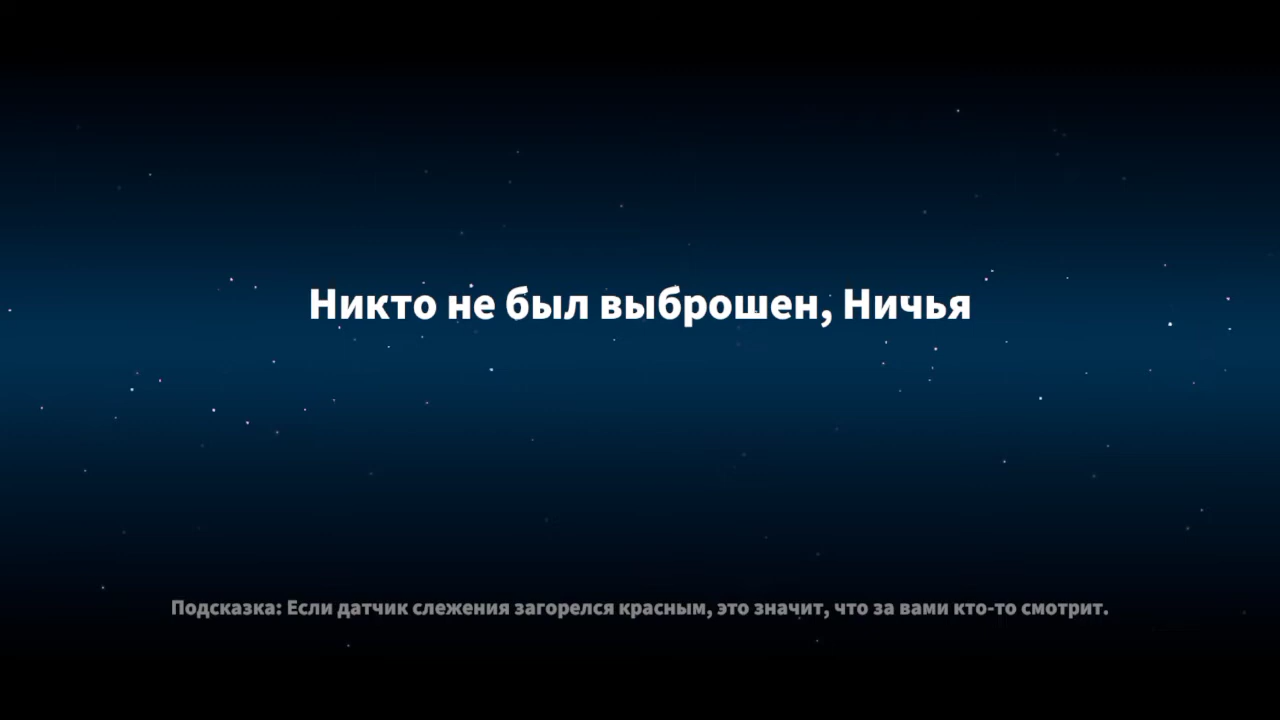 Никто не был выброшен, Ничья
Подсказка: Если датчик слежения загорелся красным, это значит, что за вами кто-то смотрит.